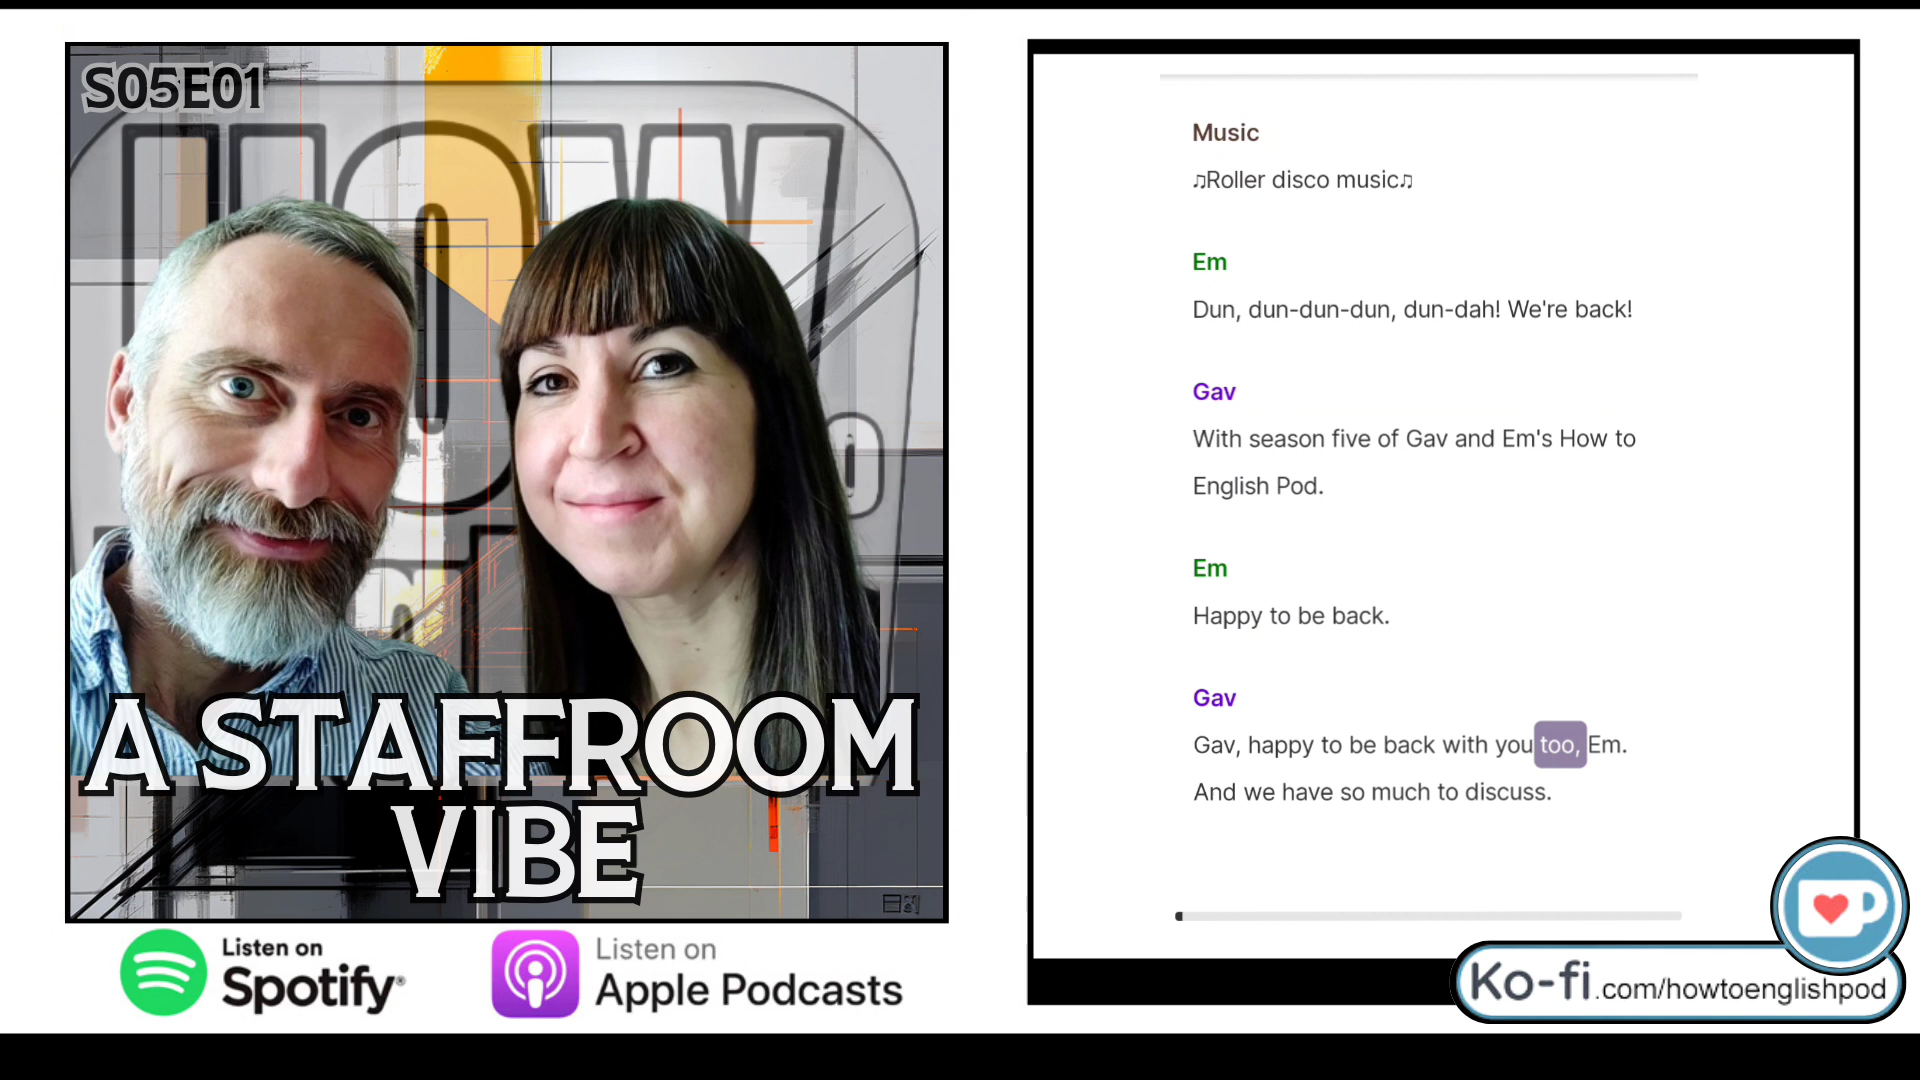 S05E01
HOW
TO
A STAFFROOM
VIBE
Listen on
Spotify®
Listen on
Apple Podcasts
Music
♫Roller disco music♫
Em
Dun, dun-dun-dun, dun-dah! We're back!
Gav
With season five of Gav and Em's How to
English Pod.
Em
Happy to be back.
Gav
Gav, happy to be back with you too, Em.
And we have so much to discuss.
Ko-fi.com/howtoenglishpod